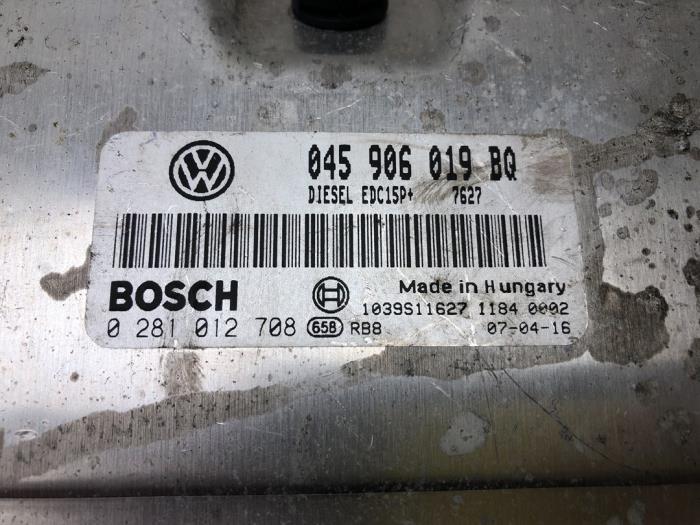 045 906 019 BQ
DIESEL EDC15P+ 7627
BOSCH
Made in Hungary
1039S11627 1184 0002
0 281 012 708 658 RB8 07-04-16